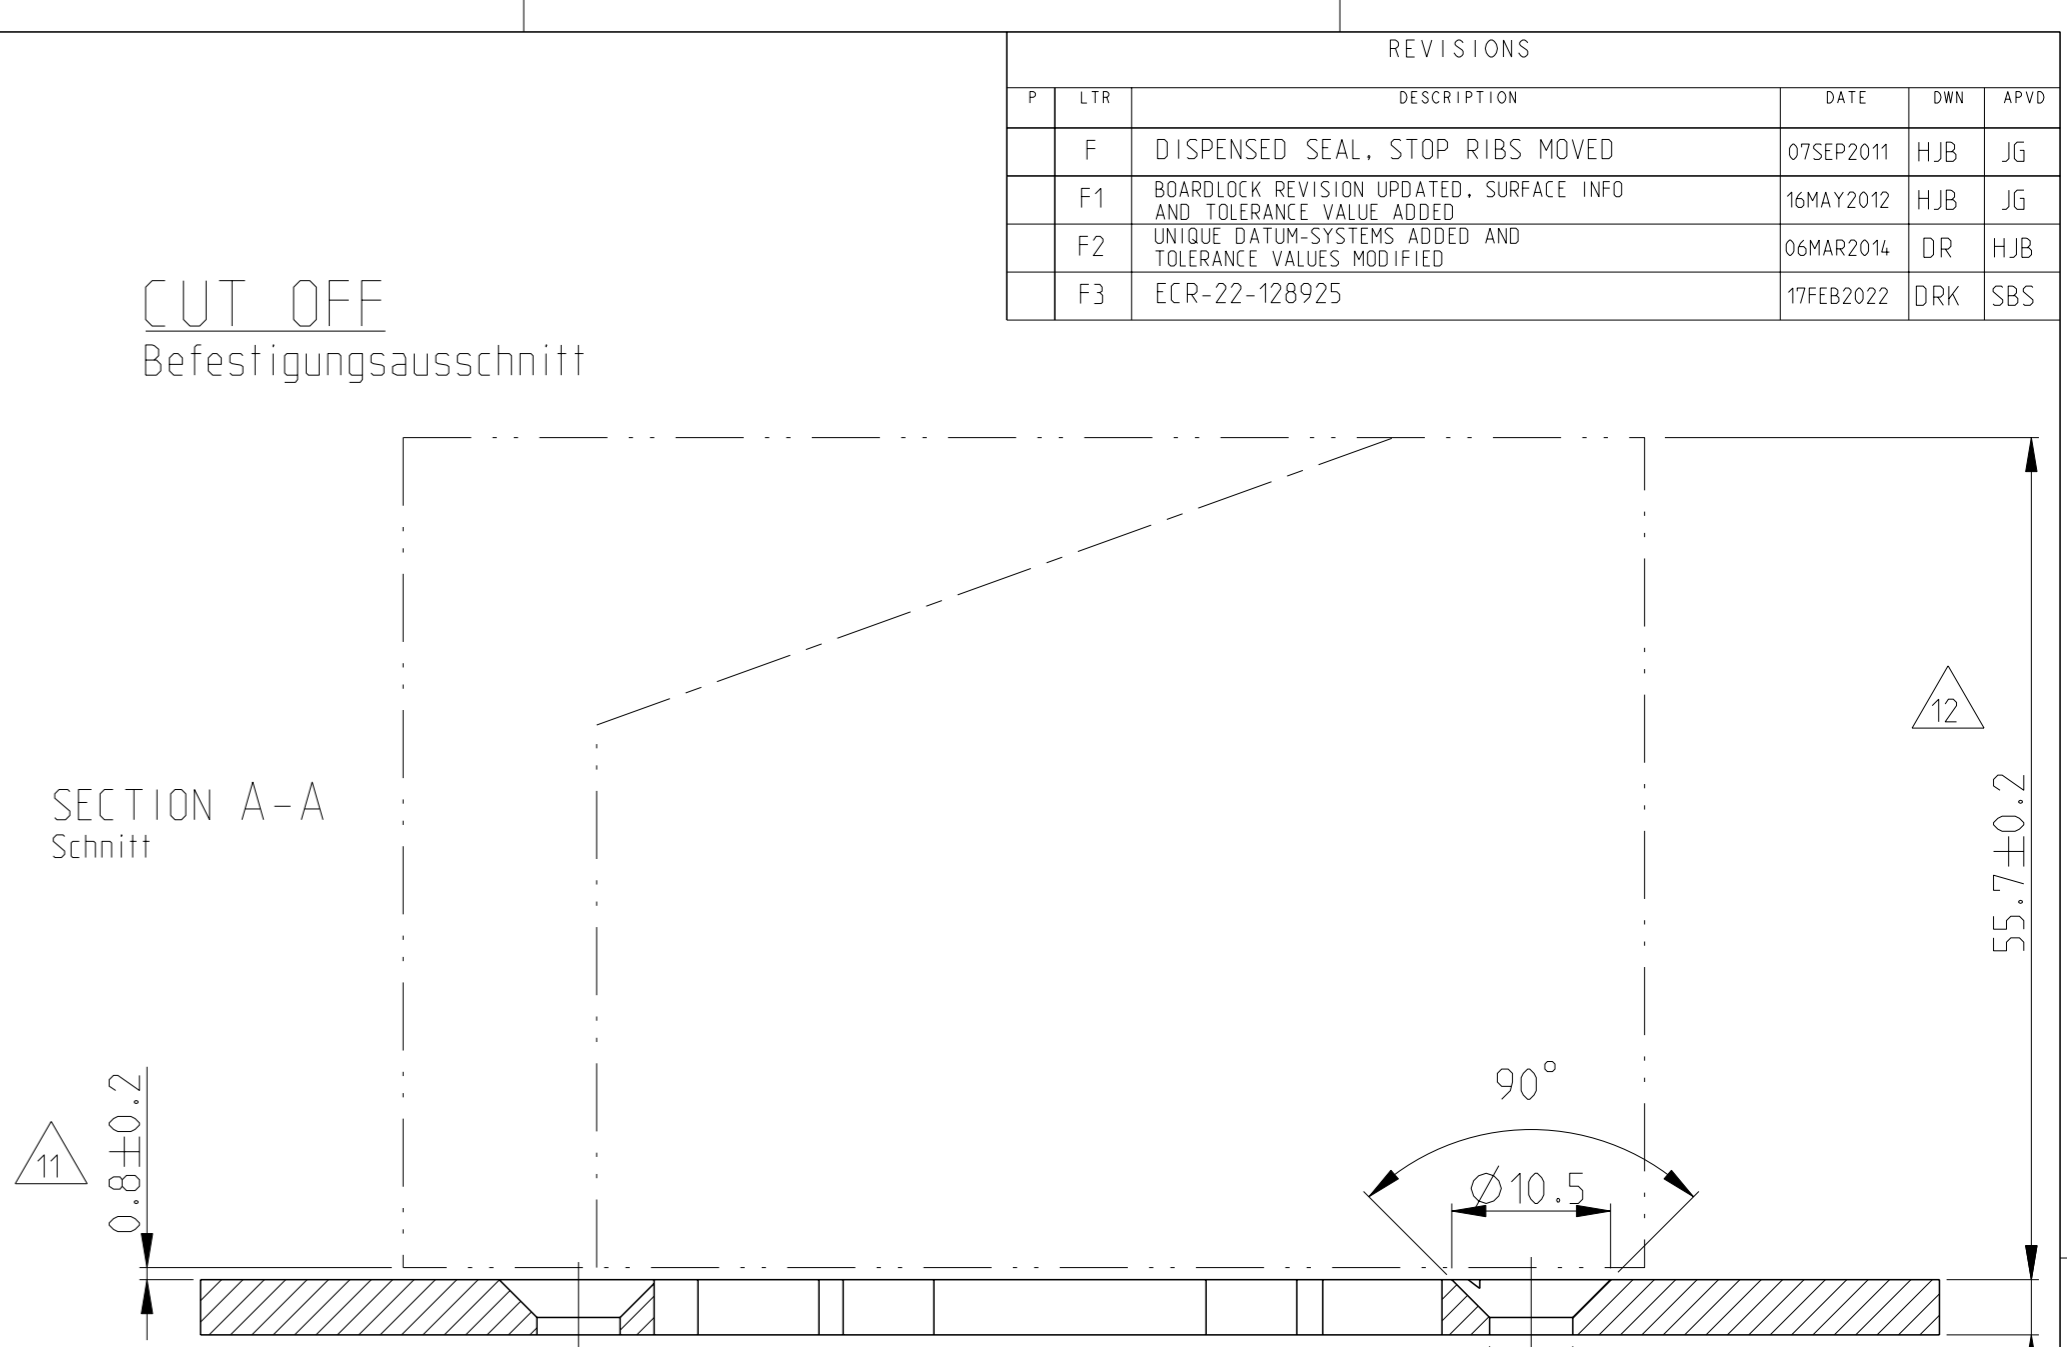 REVISIONS
P LTR DESCRIPTION DATE DWN APVD
F DISPENSED SEAL, STOP RIBS MOVED 07SEP2011 HJB JG
F1 BOARDLOCK REVISION UPDATED, SURFACE INFO
AND TOLERANCE VALUE ADDED 16MAY2012 HJB JG
F2 UNIQUE DATUM-SYSTEMS ADDED AND
TOLERANCE VALUES MODIFIED 06MAR2014 DR HJB
F3 ECR-22-128925 17FEB2022 DRK SBS
CUT OFF
Befestigungsausschnitt
12
55.7±0.2
SECTION A-A
Schnitt
11
0.8±0.2
90°
Ø10.5